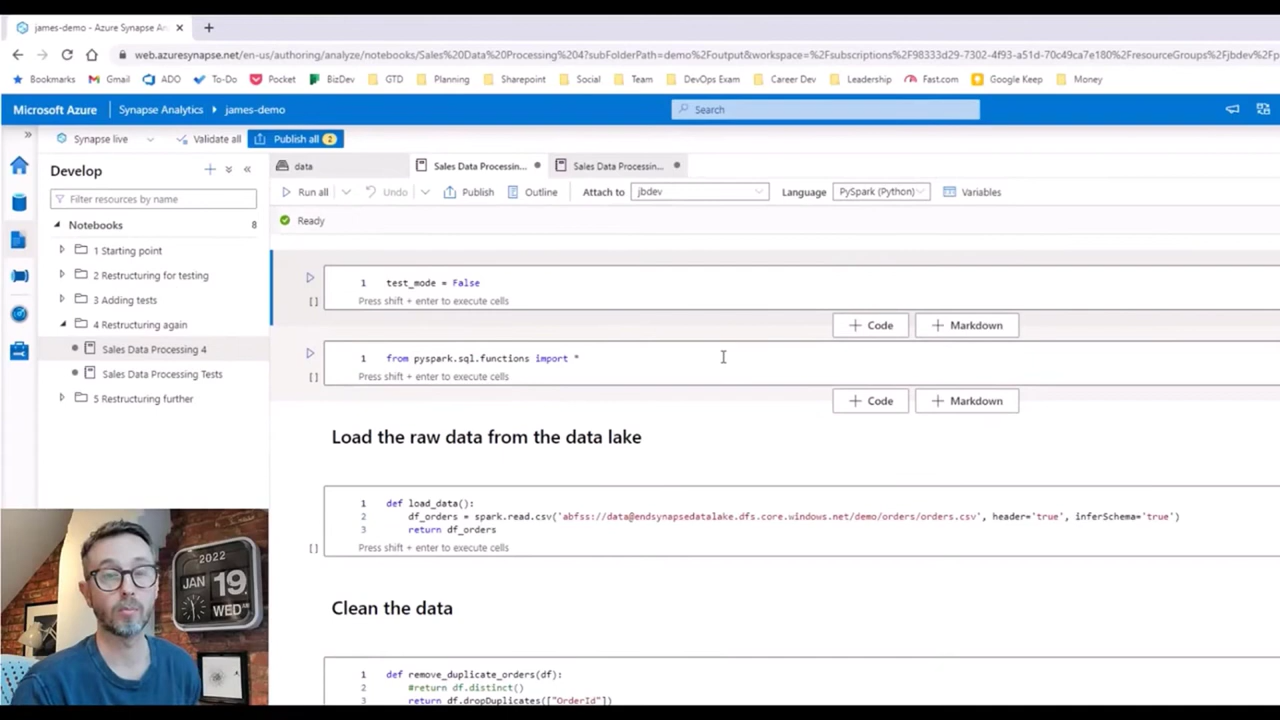 james-demo - Azure Synapse An
web.azuresynapse.net/en-us/authoring/analyze/notebooks/Sales%20Data%20Processing%204?subFolderPath=demo%2Foutput&workspace=%2Fsubscriptions%2F98333d29-7302-4f93-a51d-70c49ca7e180%2FresourceGroups%2Fjbdev%2Fp
Bookmarks Gmail ADO To-Do Pocket BizDev GTD Planning Sharepoint Social Team DevOps Exam Career Dev Leadership Fast.com Google Keep Money
Microsoft Azure Synapse Analytics james-demo Search
Synapse live Validate all Publish all 2
Develop
Filter resources by name
Notebooks 8
1 Starting point
2 Restructuring for testing
3 Adding tests
4 Restructuring again
Sales Data Processing 4
Sales Data Processing Tests
5 Restructuring further
data Sales Data Processin... Sales Data Processin...
Run all Undo Publish Outline Attach to jbdev Language PySpark (Python) Variables
Ready
1 test_mode = False
[ ] Press shift + enter to execute cells
+ Code + Markdown
1 from pyspark.sql.functions import *
[ ] Press shift + enter to execute cells
+ Code + Markdown
Load the raw data from the data lake
1 def load_data():
2 df_orders = spark.read.csv('abfss://data@endsynapsedatalake.dfs.core.windows.net/demo/orders/orders.csv', header='true', inferSchema='true')
3 return df_orders
[ ] Press shift + enter to execute cells
Clean the data
1 def remove_duplicate_orders(df):
2 #return df.distinct()
3 return df.dropDuplicates(["OrderId"])
2022
JAN 19
WED